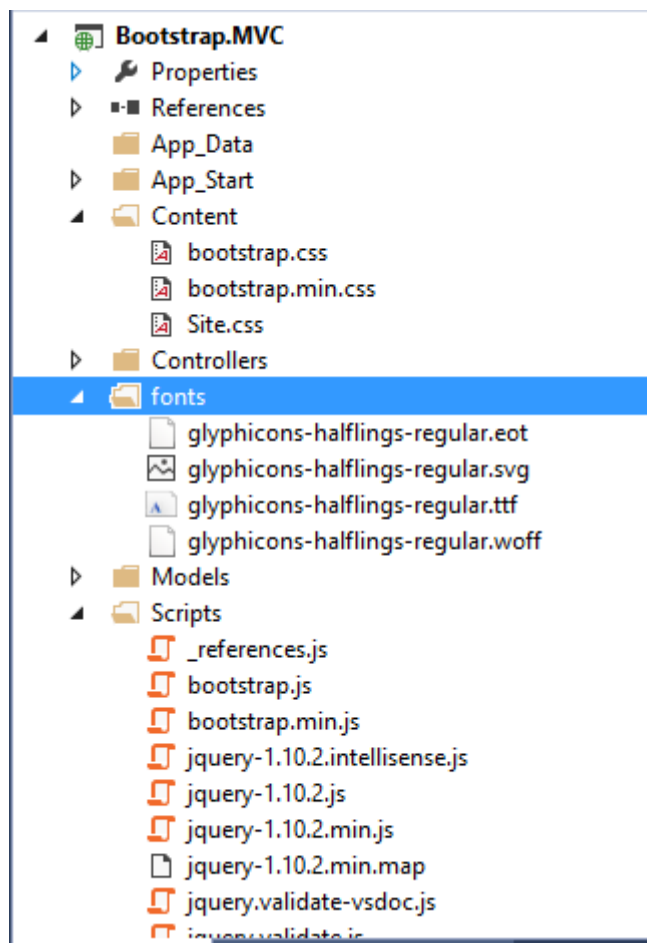 Bootstrap.MVC
Properties
References
App_Data
App_Start
Content
bootstrap.css
bootstrap.min.css
Site.css
Controllers
fonts
glyphicons-halflings-regular.eot
glyphicons-halflings-regular.svg
glyphicons-halflings-regular.ttf
glyphicons-halflings-regular.woff
Models
Scripts
_references.js
bootstrap.js
bootstrap.min.js
jquery-1.10.2.intellisense.js
jquery-1.10.2.js
jquery-1.10.2.min.js
jquery-1.10.2.min.map
jquery.validate-vsdoc.js
jquery.validate.js